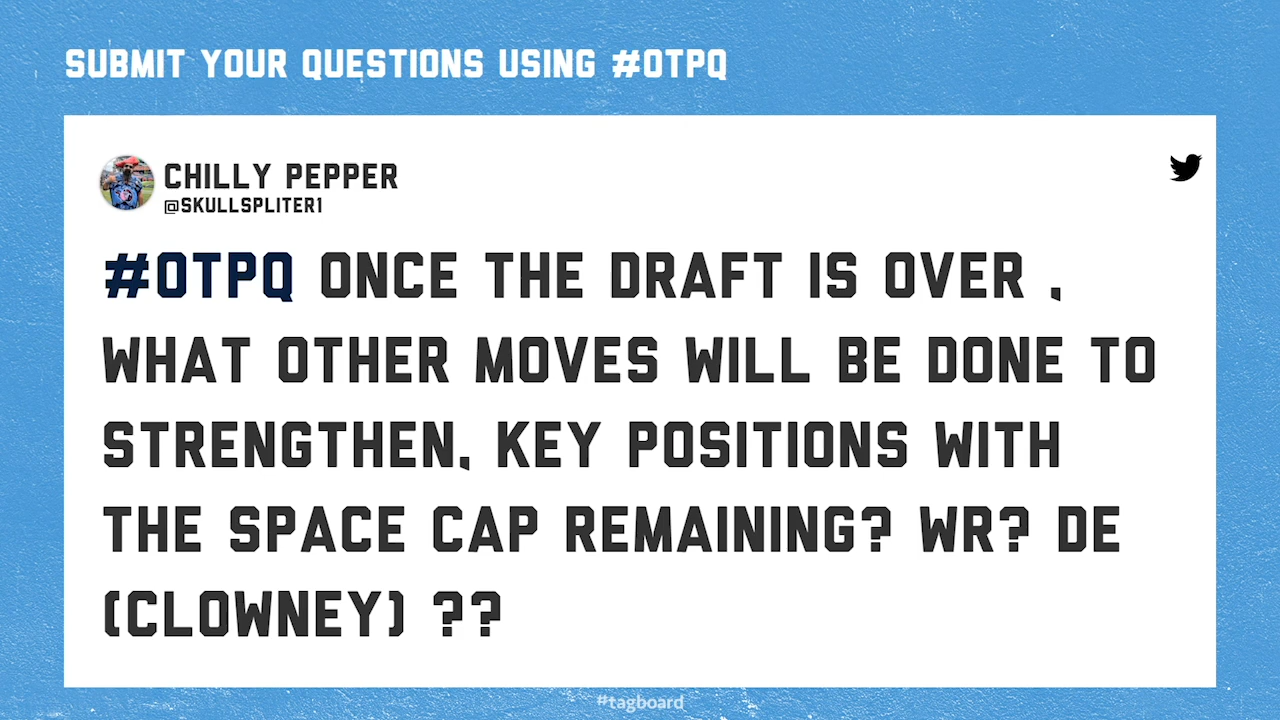 SUBMIT YOUR QUESTIONS USING #OTPQ
CHILLY PEPPER
@SKULLSPLITER1
#OTPQ ONCE THE DRAFT IS OVER ,
WHAT OTHER MOVES WILL BE DONE TO
STRENGTHEN, KEY POSITIONS WITH
THE SPACE CAP REMAINING? WR? DE
(CLOWNEY) ??
#tagboard